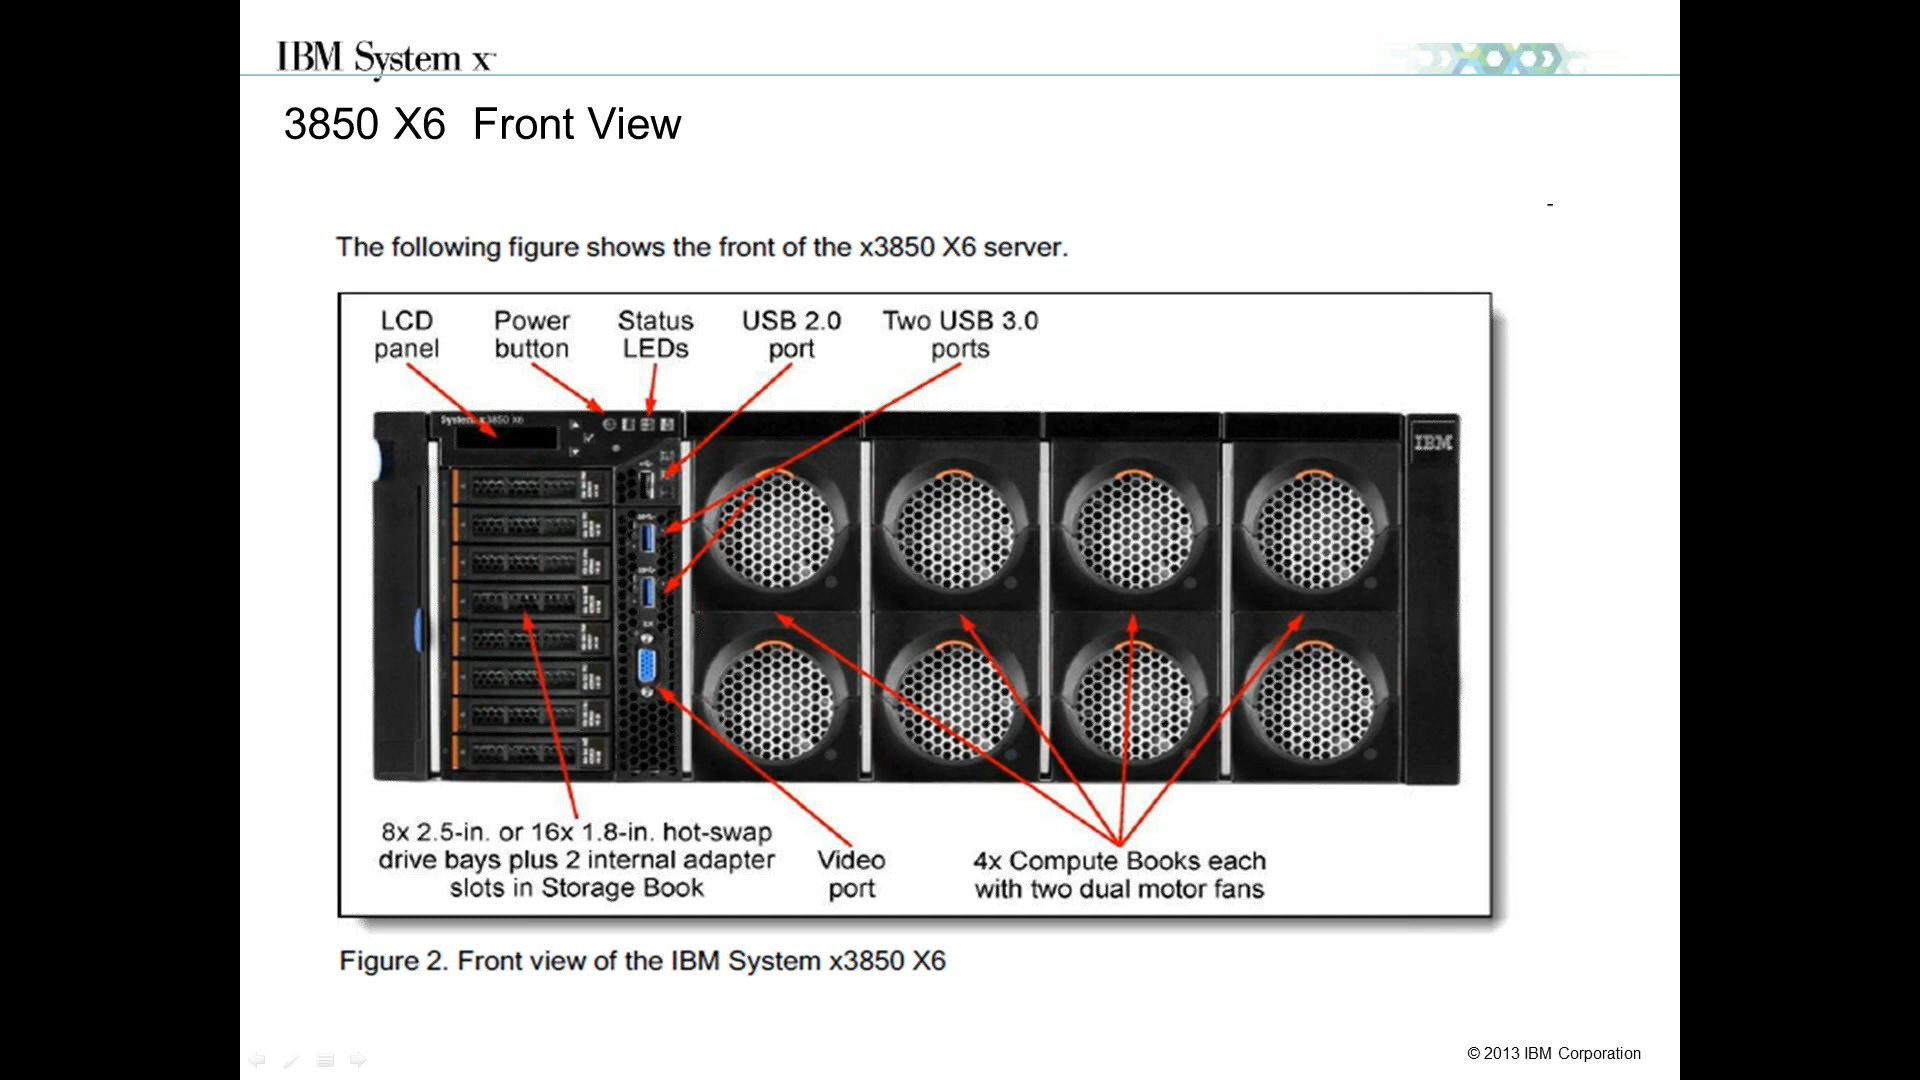 IBM System x™
3850 X6 Front View
-
The following figure shows the front of the x3850 X6 server.
LCD
panel
Power
button
Status
LEDs
USB 2.0
port
Two USB 3.0
ports
System x3850 X6
IBM
8x 2.5-in. or 16x 1.8-in. hot-swap
drive bays plus 2 internal adapter
slots in Storage Book
Video
port
4x Compute Books each
with two dual motor fans
Figure 2. Front view of the IBM System x3850 X6
© 2013 IBM Corporation